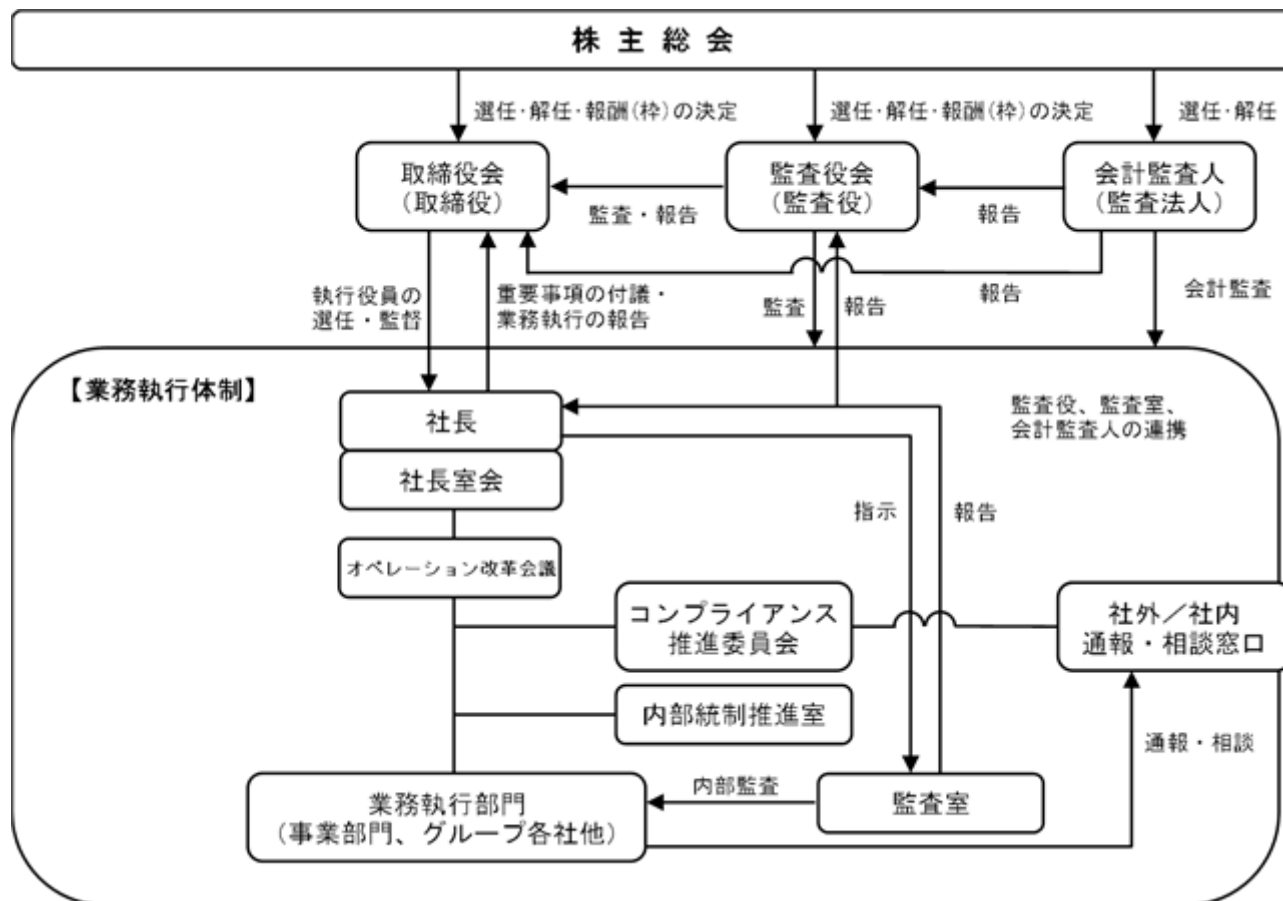 株主総会
選任・解任・報酬(枠)の決定
選任・解任・報酬(枠)の決定
選任・解任
取締役会
(取締役)
監査役会
(監査役)
会計監査人
(監査法人)
監査・報告
報告
執行役員の
選任・監督
重要事項の付議・
業務執行の報告
監査
報告
報告
会計監査
【業務執行体制】
社長
監査役、監査室、
会計監査人の連携
社長室会
指示
報告
オペレーション改革会議
コンプライアンス
推進委員会
社外／社内
通報・相談窓口
内部統制推進室
通報・相談
内部監査
業務執行部門
(事業部門、グループ各社他)
監査室